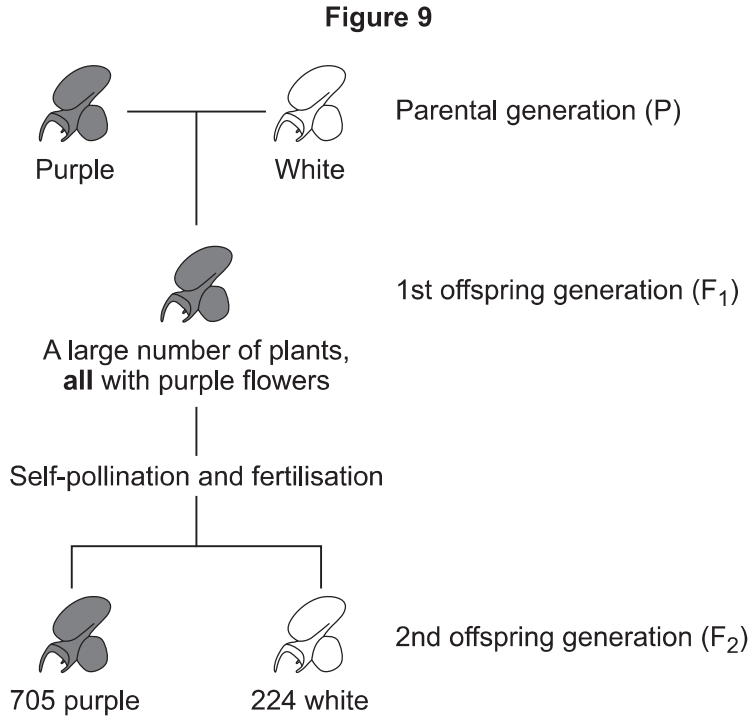 Figure 9
Parental generation (P)
Purple
White
1st offspring generation (F₁)
A large number of plants,
all with purple flowers
Self-pollination and fertilisation
2nd offspring generation (F₂)
705 purple
224 white